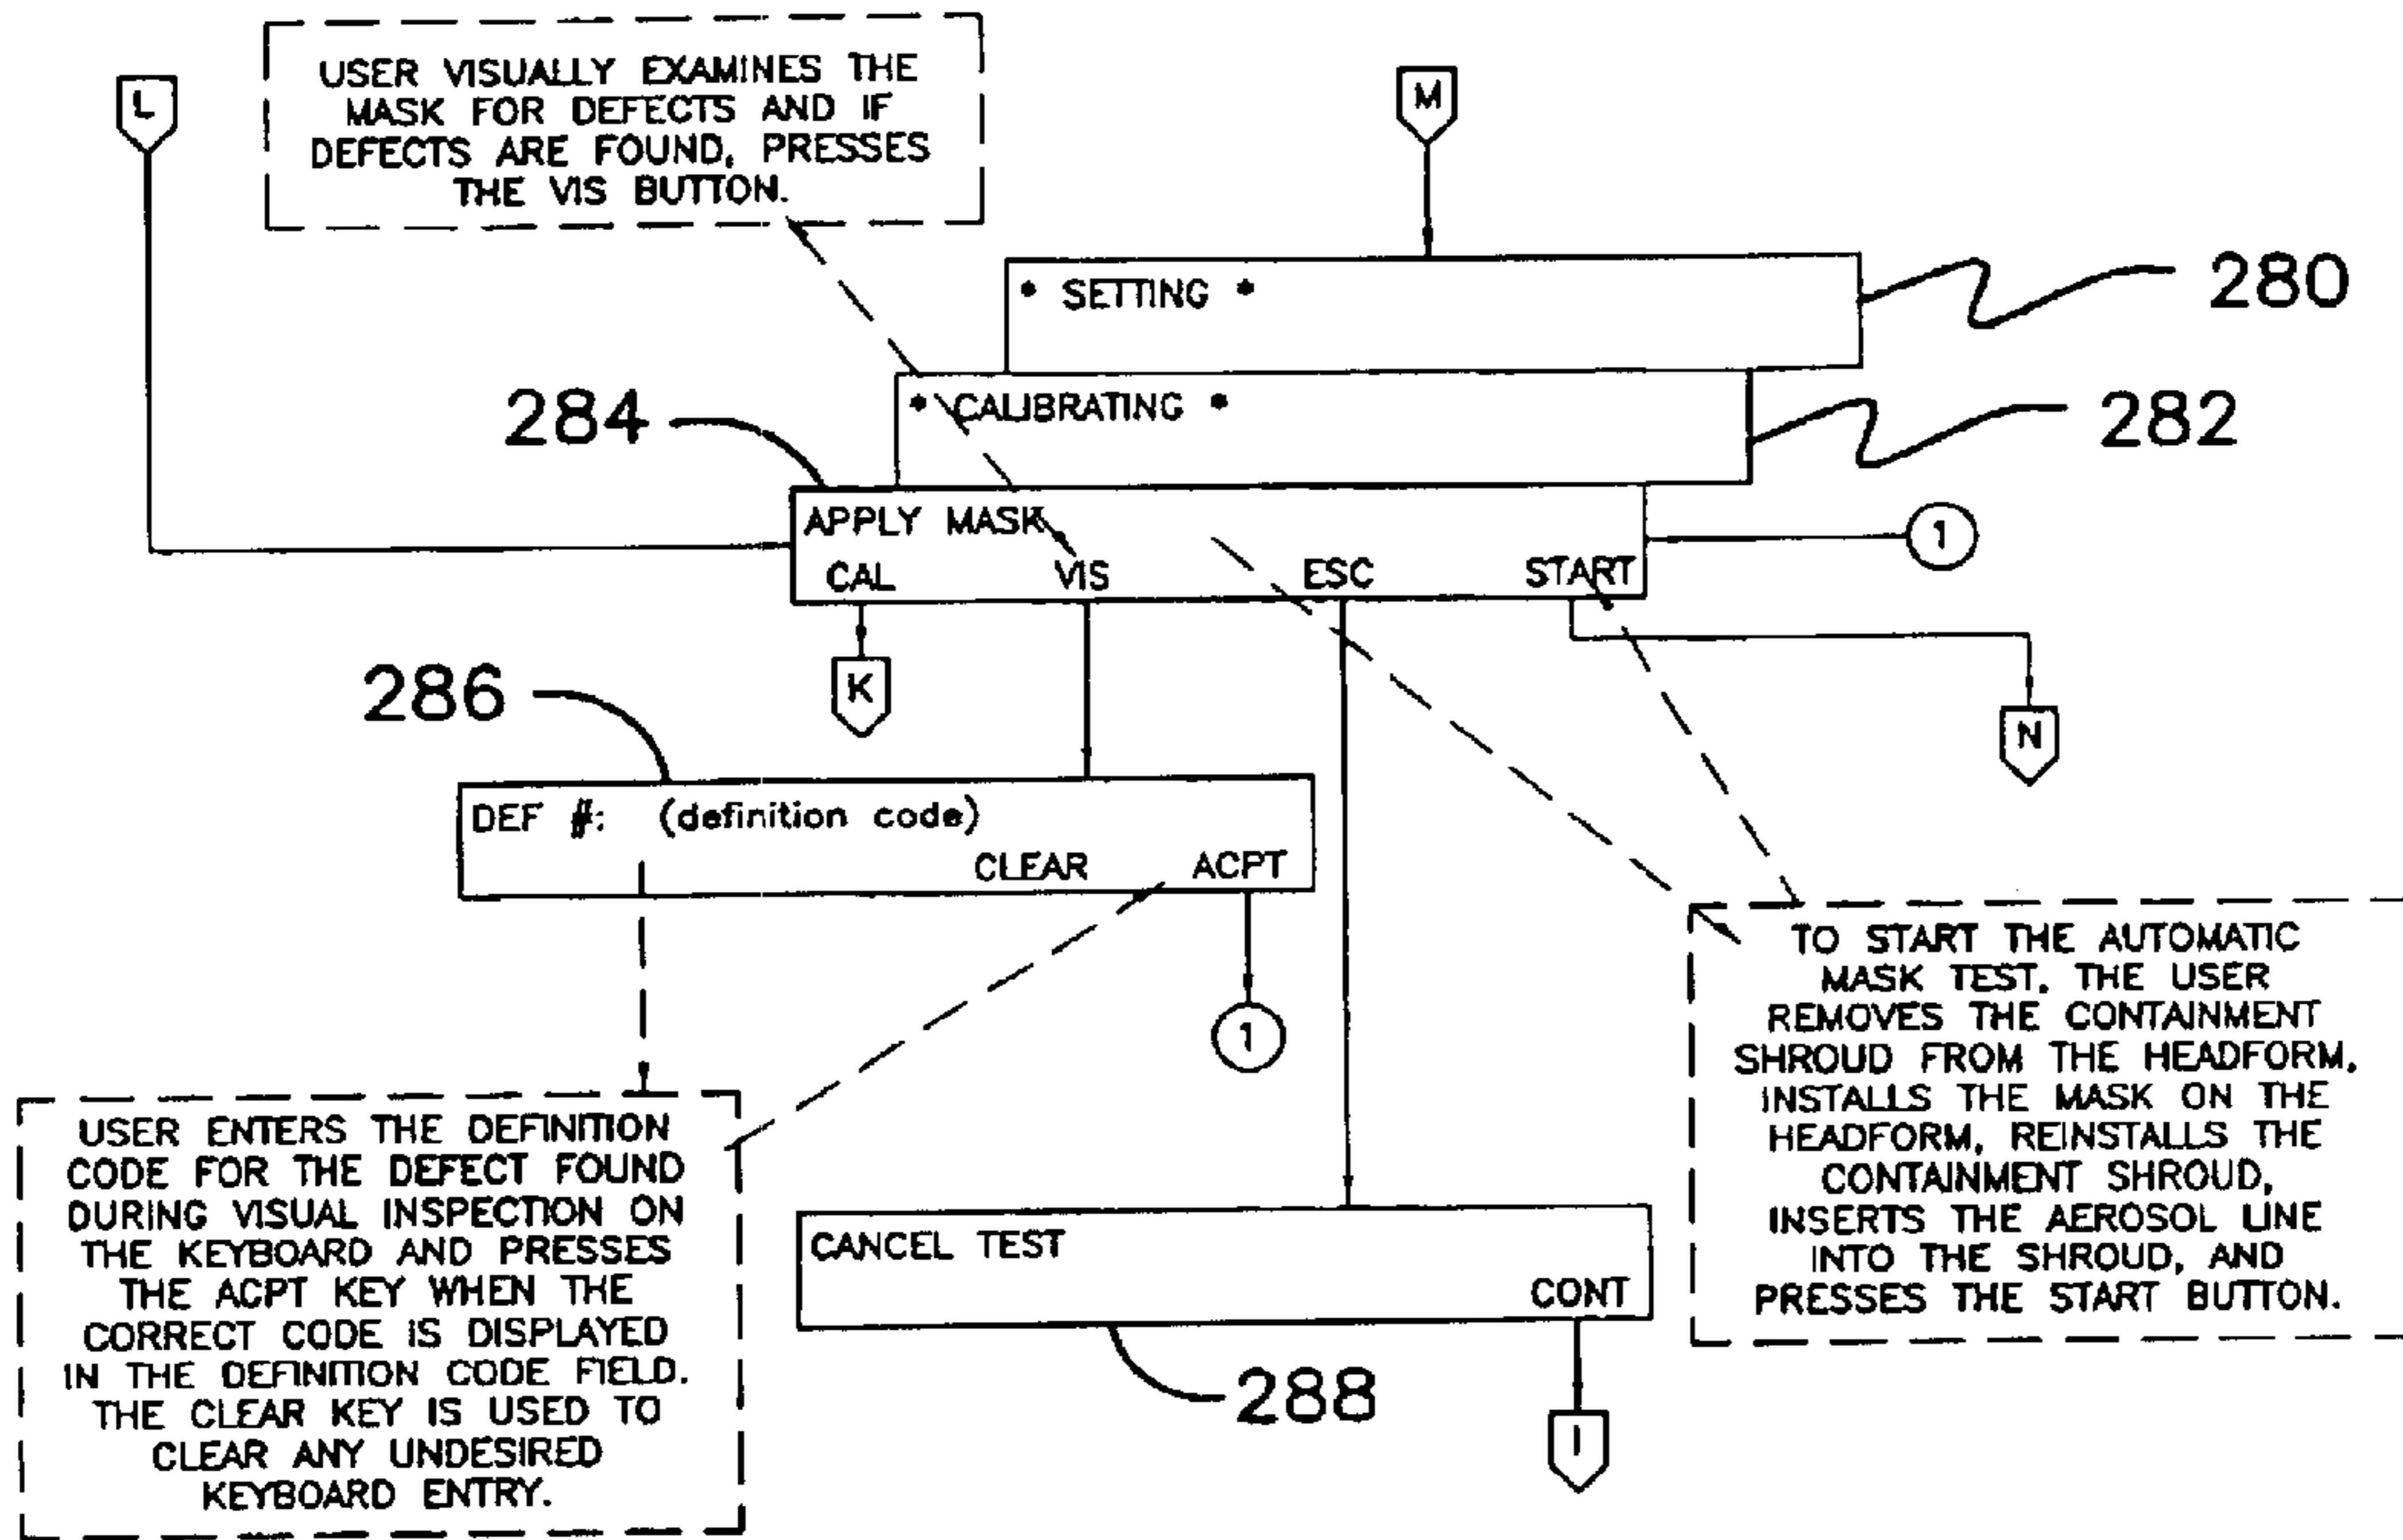 USER VISUALLY EXAMINES THE
MASK FOR DEFECTS AND IF
DEFECTS ARE FOUND, PRESSES
THE VIS BUTTON.
L
M
• SETTING •
280
• CALIBRATING •
282
284
APPLY MASK
CAL VIS ESC START
1
K
N
286
DEF #: (definition code)
CLEAR ACPT
1
TO START THE AUTOMATIC
MASK TEST, THE USER
REMOVES THE CONTAINMENT
SHROUD FROM THE HEADFORM,
INSTALLS THE MASK ON THE
HEADFORM, REINSTALLS THE
CONTAINMENT SHROUD,
INSERTS THE AEROSOL LINE
INTO THE SHROUD, AND
PRESSES THE START BUTTON.
USER ENTERS THE DEFINITION
CODE FOR THE DEFECT FOUND
DURING VISUAL INSPECTION ON
THE KEYBOARD AND PRESSES
THE ACPT KEY WHEN THE
CORRECT CODE IS DISPLAYED
IN THE DEFINITION CODE FIELD.
THE CLEAR KEY IS USED TO
CLEAR ANY UNDESIRED
KEYBOARD ENTRY.
CANCEL TEST
CONT
288
I